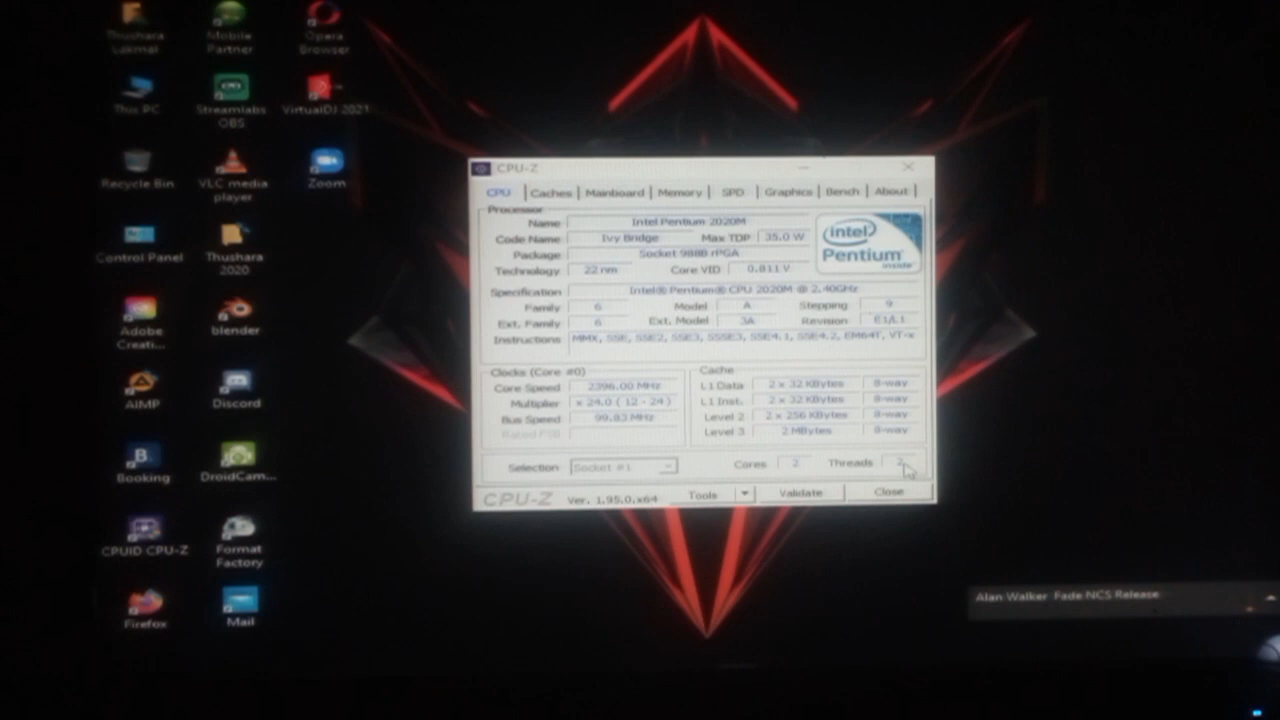 Thushara
Lakmal
Mobile
Partner
Opera
Browser
This PC
Streamlabs
OBS
VirtualDJ 2021
Recycle Bin
VLC media
player
Zoom
Control Panel
Thushara
2020
Adobe
Creati...
blender
AIMP
Discord
Booking
DroidCam...
CPUID CPU-Z
Format
Factory
Firefox
Mail
CPU-Z
CPU Caches Mainboard Memory SPD Graphics Bench About
Processor
Name Intel Pentium 2020M
Code Name Ivy Bridge Max TDP 35.0 W
Package Socket 988B rPGA
Technology 22 nm Core VID 0.811 V
intel
Pentium
inside
Specification Intel® Pentium® CPU 2020M @ 2.40GHz
Family 6 Model A Stepping 9
Ext. Family 6 Ext. Model 3A Revision E1/L1
Instructions MMX, SSE, SSE2, SSE3, SSSE3, SSE4.1, SSE4.2, EM64T, VT-x
Clocks (Core #0)
Core Speed 2396.00 MHz
Multiplier x 24.0 ( 12 - 24 )
Bus Speed 99.83 MHz
Rated FSB
Cache
L1 Data 2 x 32 KBytes 8-way
L1 Inst. 2 x 32 KBytes 8-way
Level 2 2 x 256 KBytes 8-way
Level 3 2 MBytes 8-way
Selection Socket #1 Cores 2 Threads 2
CPU-Z Ver. 1.95.0.x64 Tools Validate Close
Alan Walker Fade NCS Release